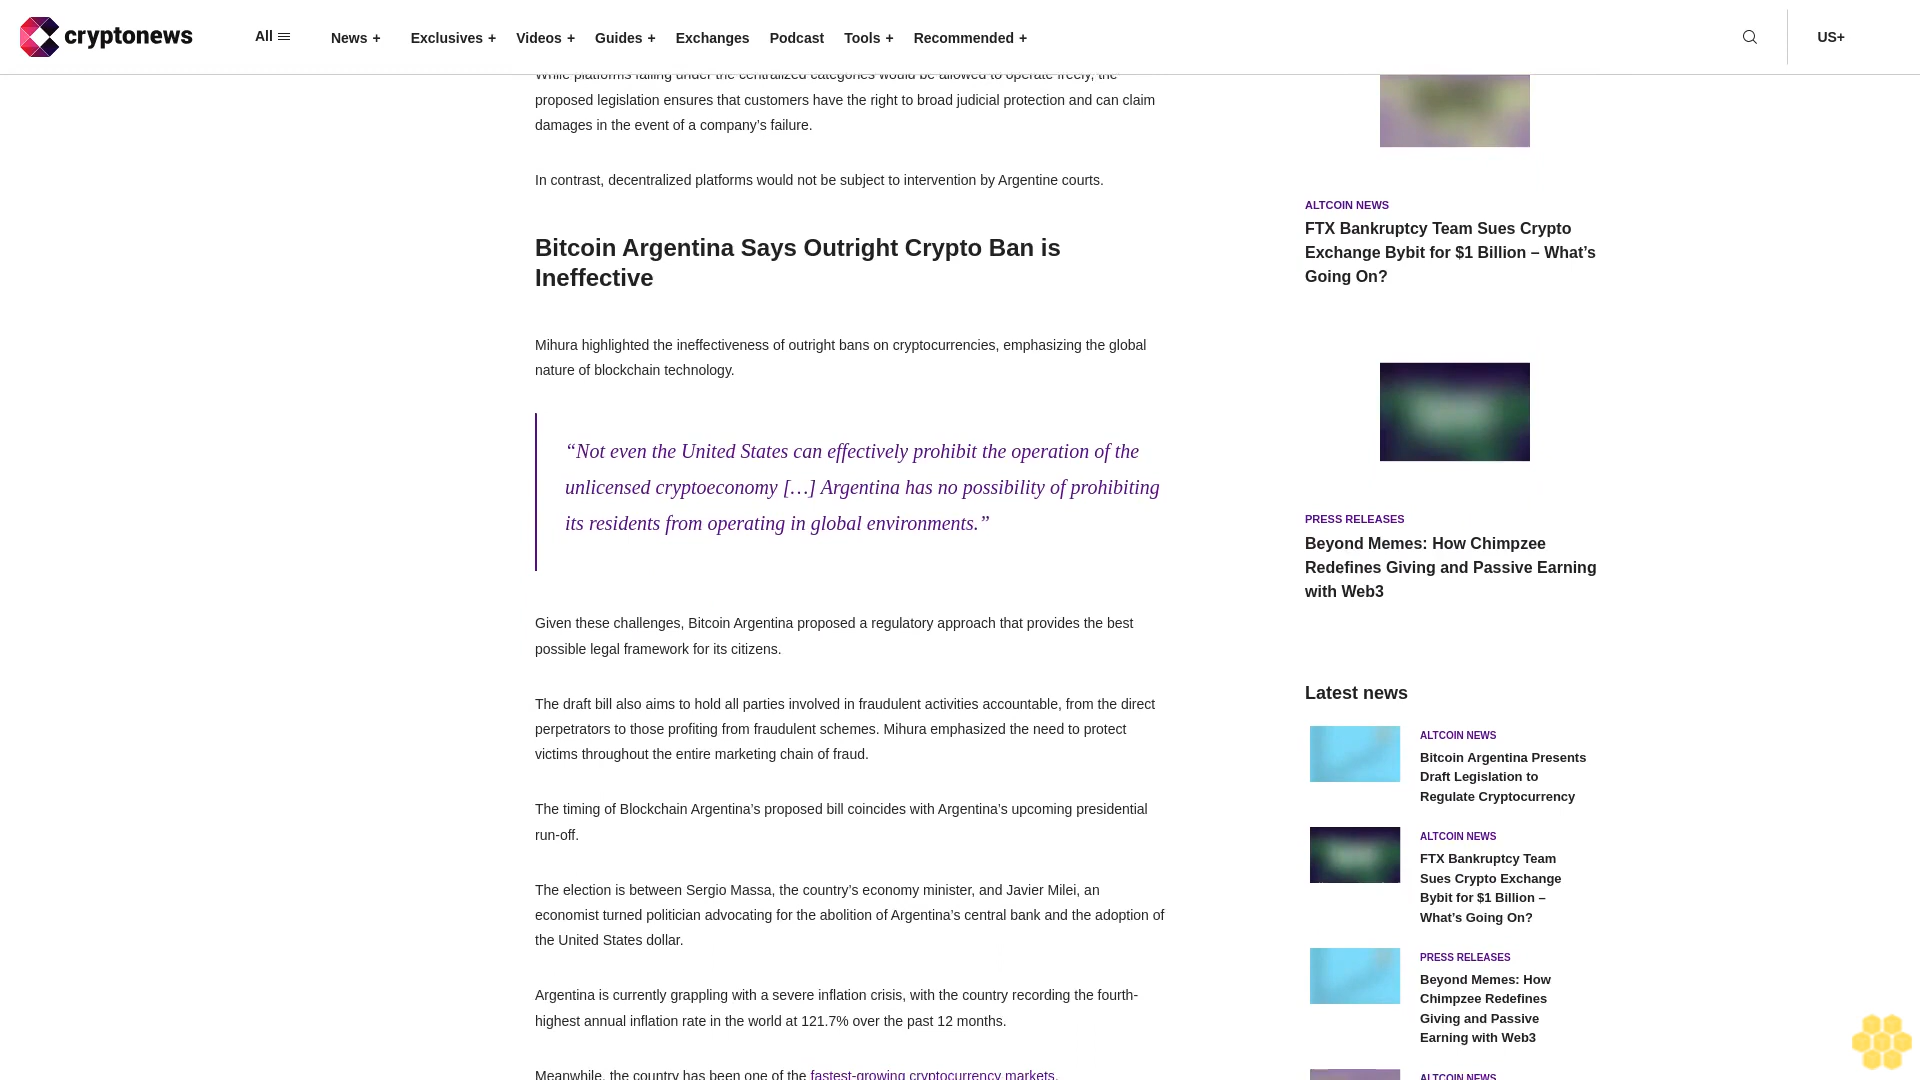 cryptonews
All
News +
Exclusives +
Videos +
Guides +
Exchanges
Podcast
Tools +
Recommended +
US+
While platforms falling under the centralized categories would be allowed to operate freely, the
proposed legislation ensures that customers have the right to broad judicial protection and can claim
damages in the event of a company’s failure.
In contrast, decentralized platforms would not be subject to intervention by Argentine courts.
Bitcoin Argentina Says Outright Crypto Ban is
Ineffective
Mihura highlighted the ineffectiveness of outright bans on cryptocurrencies, emphasizing the global
nature of blockchain technology.
“Not even the United States can effectively prohibit the operation of the
unlicensed cryptoeconomy […] Argentina has no possibility of prohibiting
its residents from operating in global environments.”
Given these challenges, Bitcoin Argentina proposed a regulatory approach that provides the best
possible legal framework for its citizens.
The draft bill also aims to hold all parties involved in fraudulent activities accountable, from the direct
perpetrators to those profiting from fraudulent schemes. Mihura emphasized the need to protect
victims throughout the entire marketing chain of fraud.
The timing of Blockchain Argentina’s proposed bill coincides with Argentina’s upcoming presidential
run-off.
The election is between Sergio Massa, the country’s economy minister, and Javier Milei, an
economist turned politician advocating for the abolition of Argentina’s central bank and the adoption of
the United States dollar.
Argentina is currently grappling with a severe inflation crisis, with the country recording the fourth-
highest annual inflation rate in the world at 121.7% over the past 12 months.
Meanwhile, the country has been one of the fastest-growing cryptocurrency markets.
ALTCOIN NEWS
FTX Bankruptcy Team Sues Crypto
Exchange Bybit for $1 Billion – What’s
Going On?
PRESS RELEASES
Beyond Memes: How Chimpzee
Redefines Giving and Passive Earning
with Web3
Latest news
ALTCOIN NEWS
Bitcoin Argentina Presents
Draft Legislation to
Regulate Cryptocurrency
ALTCOIN NEWS
FTX Bankruptcy Team
Sues Crypto Exchange
Bybit for $1 Billion –
What’s Going On?
PRESS RELEASES
Beyond Memes: How
Chimpzee Redefines
Giving and Passive
Earning with Web3
ALTCOIN NEWS